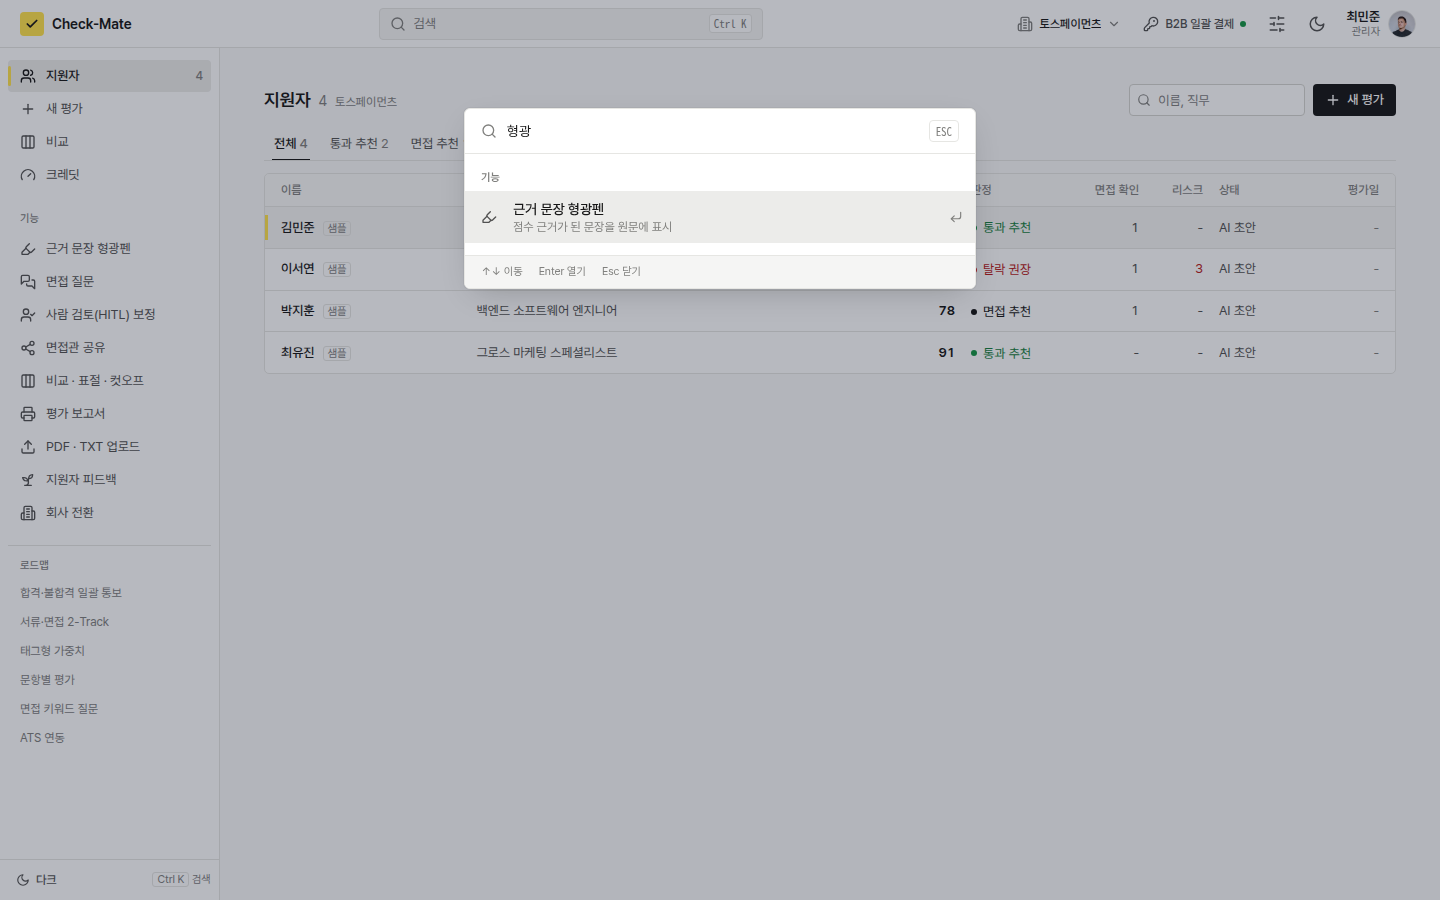 Check-Mate
검색
Ctrl K
토스페이먼츠
B2B 일괄 결제
최민준
관리자
지원자 4
새 평가
비교
크레딧
기능
근거 문장 형광펜
면접 질문
사람 검토(HITL) 보정
면접관 공유
비교 · 표절 · 컷오프
평가 보고서
PDF · TXT 업로드
지원자 피드백
회사 전환
로드맵
합격·불합격 일괄 통보
서류·면접 2-Track
태그형 가중치
문항별 평가
면접 키워드 질문
ATS 연동
다크
Ctrl K 검색
지원자 4 토스페이먼츠
이름, 직무
새 평가
전체 4 통과 추천 2 면접 추천
형광
ESC
기능
근거 문장 형광펜
점수 근거가 된 문장을 원문에 표시
↑↓ 이동 Enter 열기 Esc 닫기
이름 면접 확인 리스크 상태 평가일
김민준 샘플 통과 추천 1 - AI 초안 -
이서연 샘플 탈락 권장 1 3 AI 초안 -
박지훈 샘플 백엔드 소프트웨어 엔지니어 78 면접 추천 1 - AI 초안 -
최유진 샘플 그로스 마케팅 스페셜리스트 91 통과 추천 - - AI 초안 -